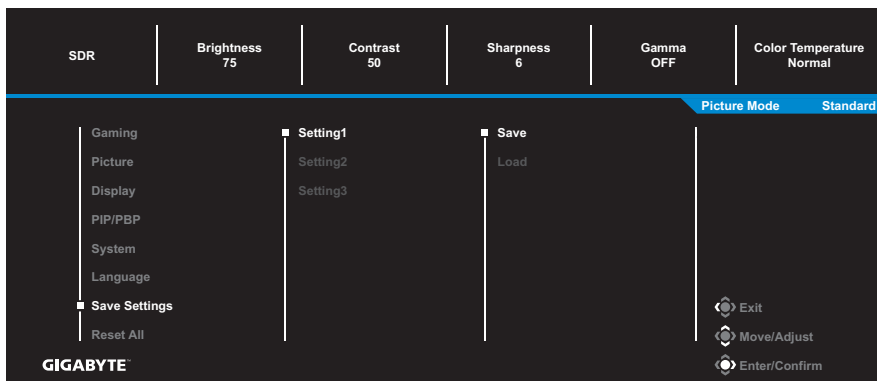 SDR
Brightness
75
Contrast
50
Sharpness
6
Gamma
OFF
Color Temperature
Normal
Picture Mode Standard
Gaming
Picture
Display
PIP/PBP
System
Language
Save Settings
Reset All
Setting1
Setting2
Setting3
Save
Load
Exit
Move/Adjust
Enter/Confirm
GIGABYTE™